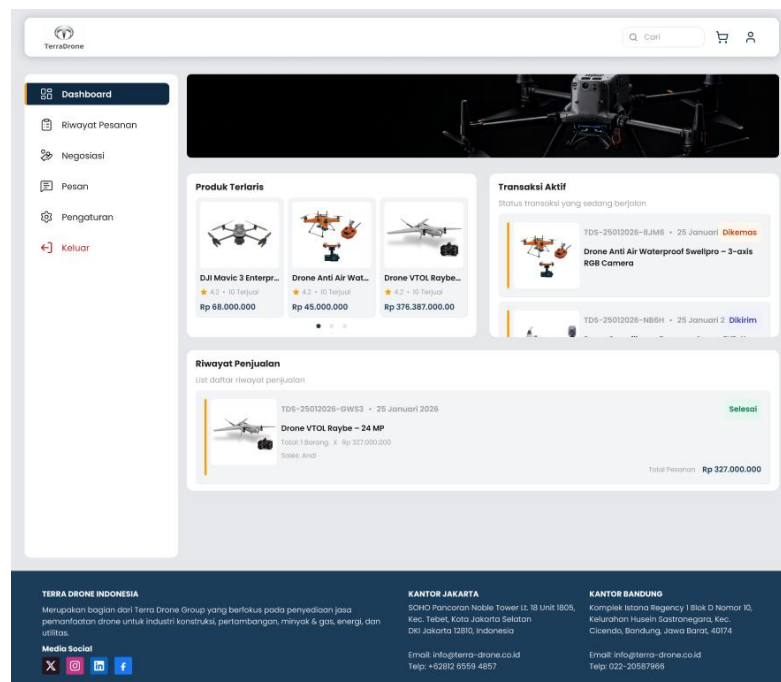 TerraDrone
Cari
Dashboard
Riwayat Pesanan
Negosiasi
Pesan
Pengaturan
Keluar
Produk Terlaris
DJI Mavic 3 Enterpr...
4.2 • 10 Terjual
Rp 68.000.000
Drone Anti Air Wat...
4.2 • 10 Terjual
Rp 45.000.000
Drone VTOL Raybe...
4.2 • 10 Terjual
Rp 376.387.000.00
Transaksi Aktif
Status transaksi yang sedang berjalan
TDS-25012026-8JM6 • 25 Januari Dikemas
Drone Anti Air Waterproof Swellpro – 3-axis
RGB Camera
TDS-25012026-NB6H • 25 Januari 2 Dikirim
Riwayat Penjualan
List daftar riwayat penjualan
TDS-25012026-GWS3 • 25 Januari 2026
Selesai
Drone VTOL Raybe – 24 MP
Total: 1 Barang X Rp 327.000.000
Sales: Andi
Total Pesanan Rp 327.000.000
TERRA DRONE INDONESIA
Merupakan bagian dari Terra Drone Group yang berfokus pada penyediaan jasa
pemanfaatan drone untuk industri konstruksi, pertambangan, minyak & gas, energi, dan
utilitas.
Media Social
KANTOR JAKARTA
SOHO Pancoran Noble Tower Lt. 18 Unit 1805,
Kec. Tebet, Kota Jakarta Selatan
DKI Jakarta 12810, Indonesia
Email: info@terra-drone.co.id
Telp: +62812 6559 4857
KANTOR BANDUNG
Komplek Istana Regency 1 Blok D Nomor 10,
Kelurahan Husein Sastranegara, Kec.
Cicendo, Bandung, Jawa Barat, 40174
Email: info@terra-drone.co.id
Telp: 022-20587966